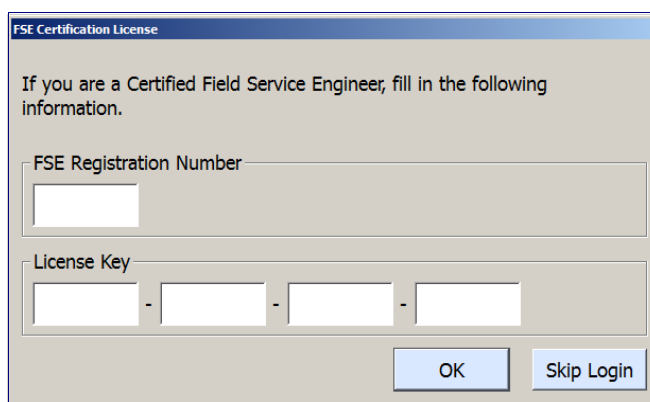 FSE Certification License
If you are a Certified Field Service Engineer, fill in the following
information.
FSE Registration Number
License Key
- - -
OK Skip Login